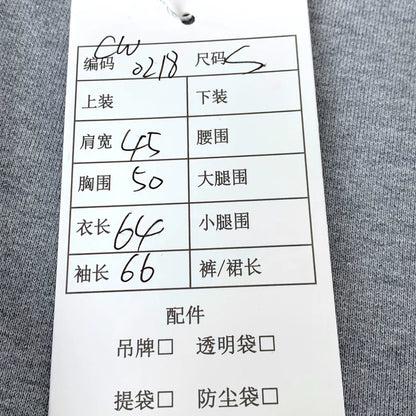 编码 CW0218 尺码 S
上装 下装
肩宽 45 腰围
胸围 50 大腿围
衣长 64 小腿围
袖长 66 裤/裙长
配件
吊牌□ 透明袋□
提袋□ 防尘袋□